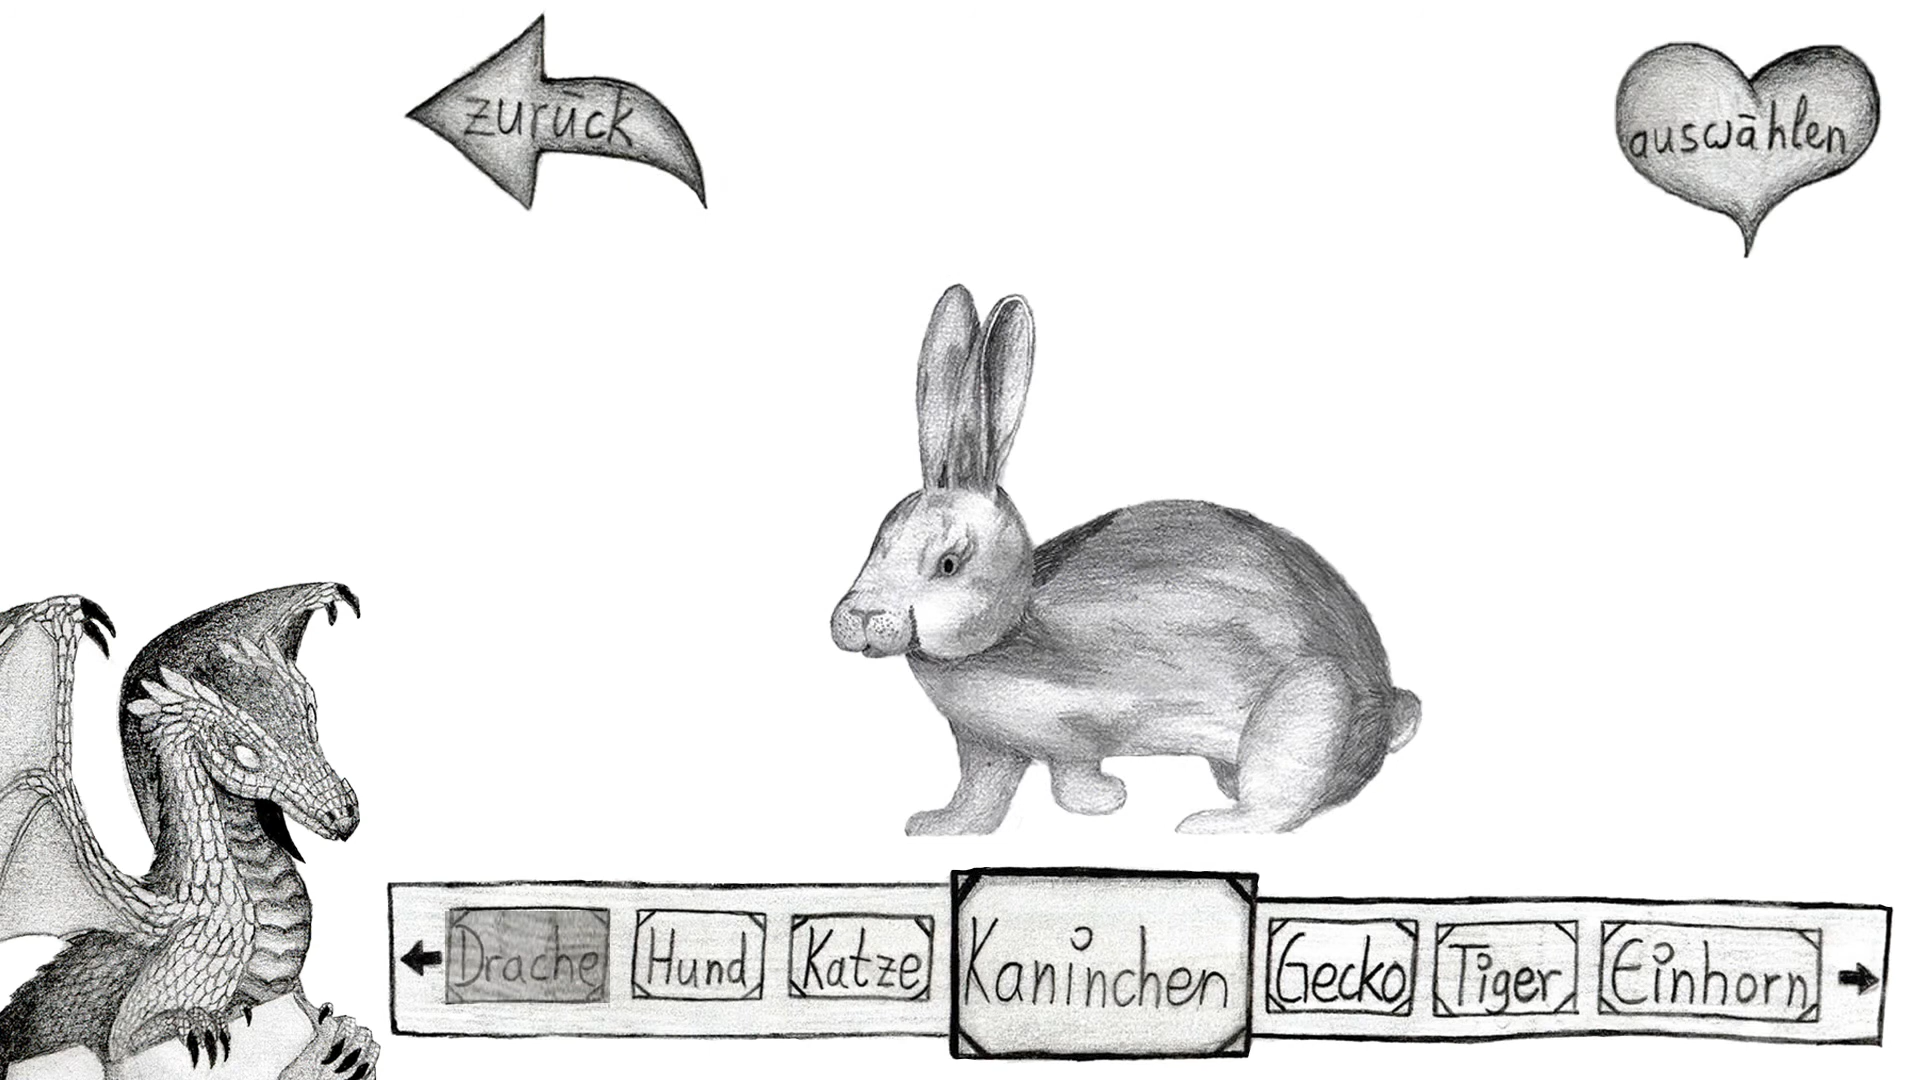 zurück
auswählen
Drache
Hund
Katze
Kaninchen
Gecko
Tiger
Einhorn